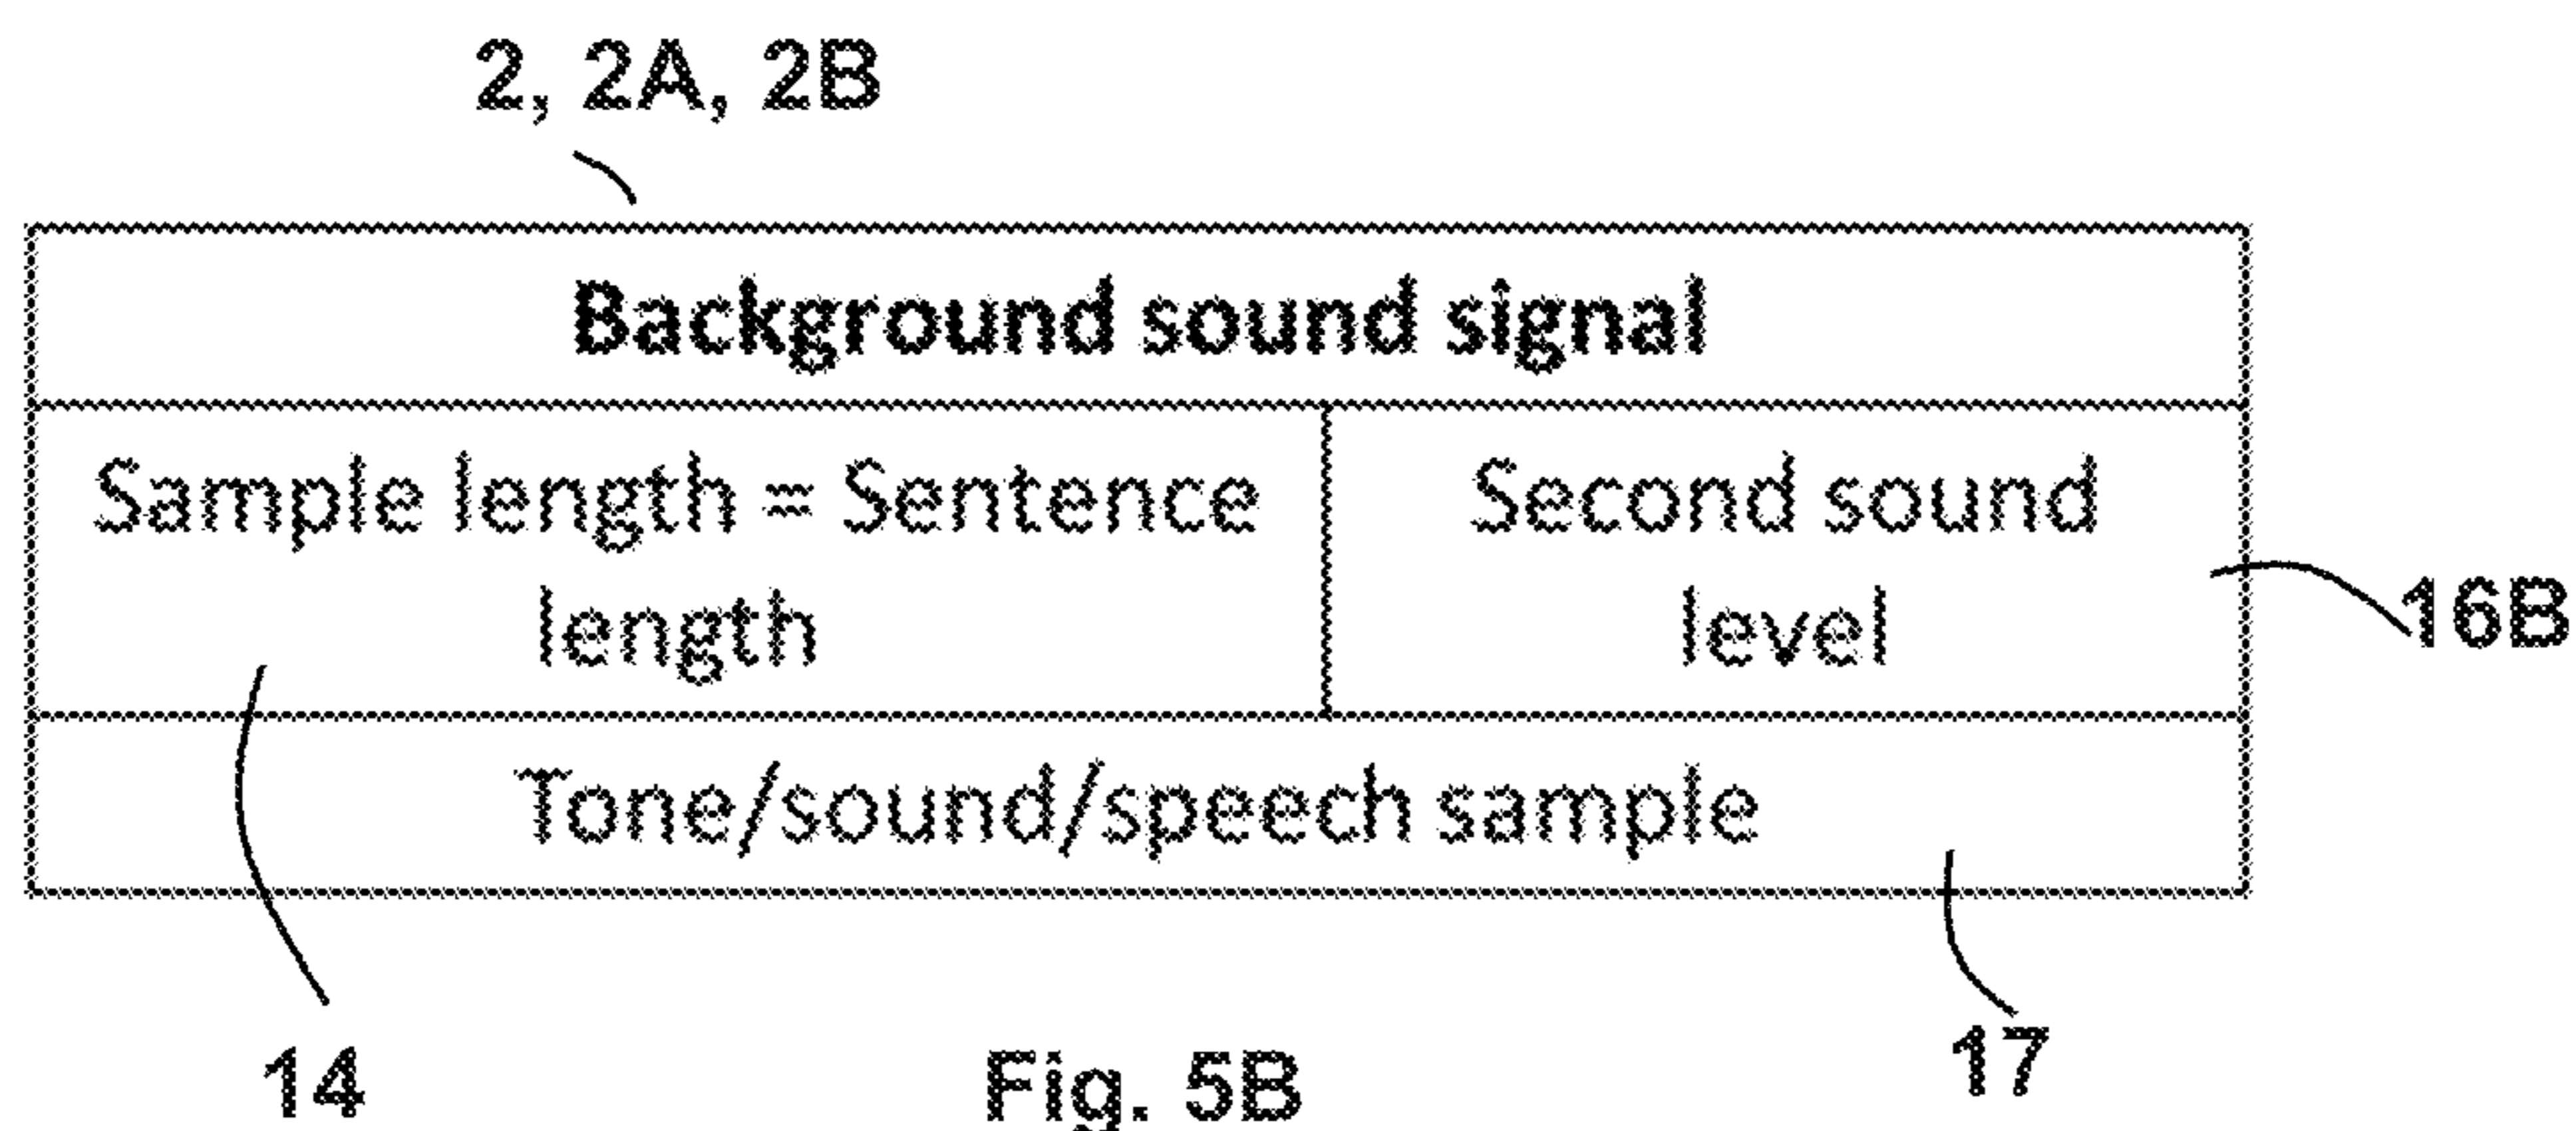 2, 2A, 2B
Background sound signal
Sample length = Sentence
length
Second sound
level
16B
Tone/sound/speech sample
14
17
Fig. 5B